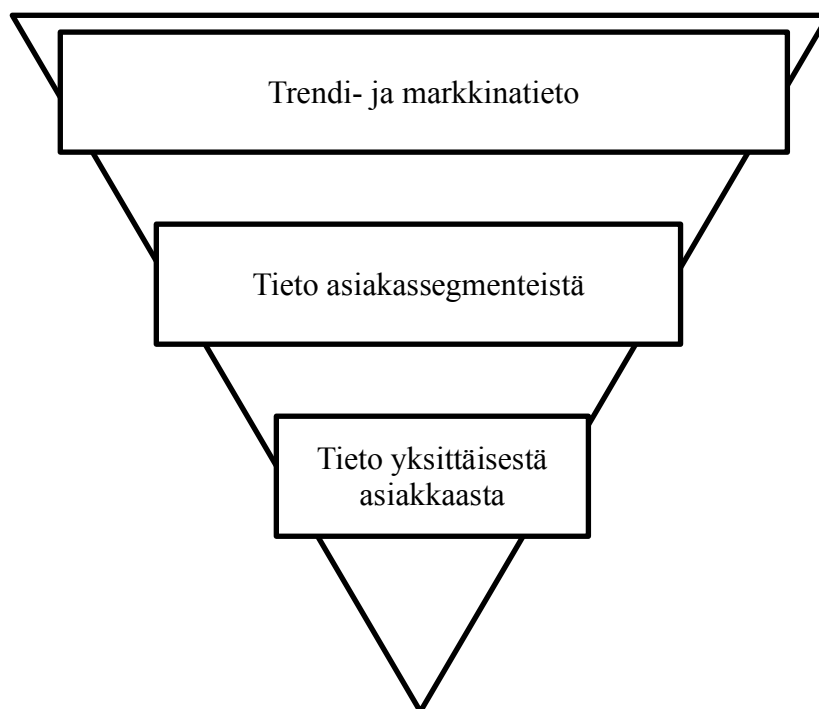 Trendi- ja markkinatieto
Tieto asiakassegmenteistä
Tieto yksittäisestä
asiakkaasta